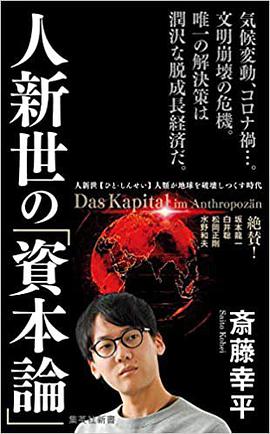 気候変動、コロナ禍…。
文明崩壊の危機。
唯一の解決策は
潤沢な脱成長経済だ。
人新世の「資本論」
人新世【ひと・しんせい】人類が地球を破壊しつくす時代
Das Kapital im Anthropozän
絶賛!
坂本龍一
白井聡
松岡正剛
水野和夫
斎藤幸平
Saito Kohei
集英社新書